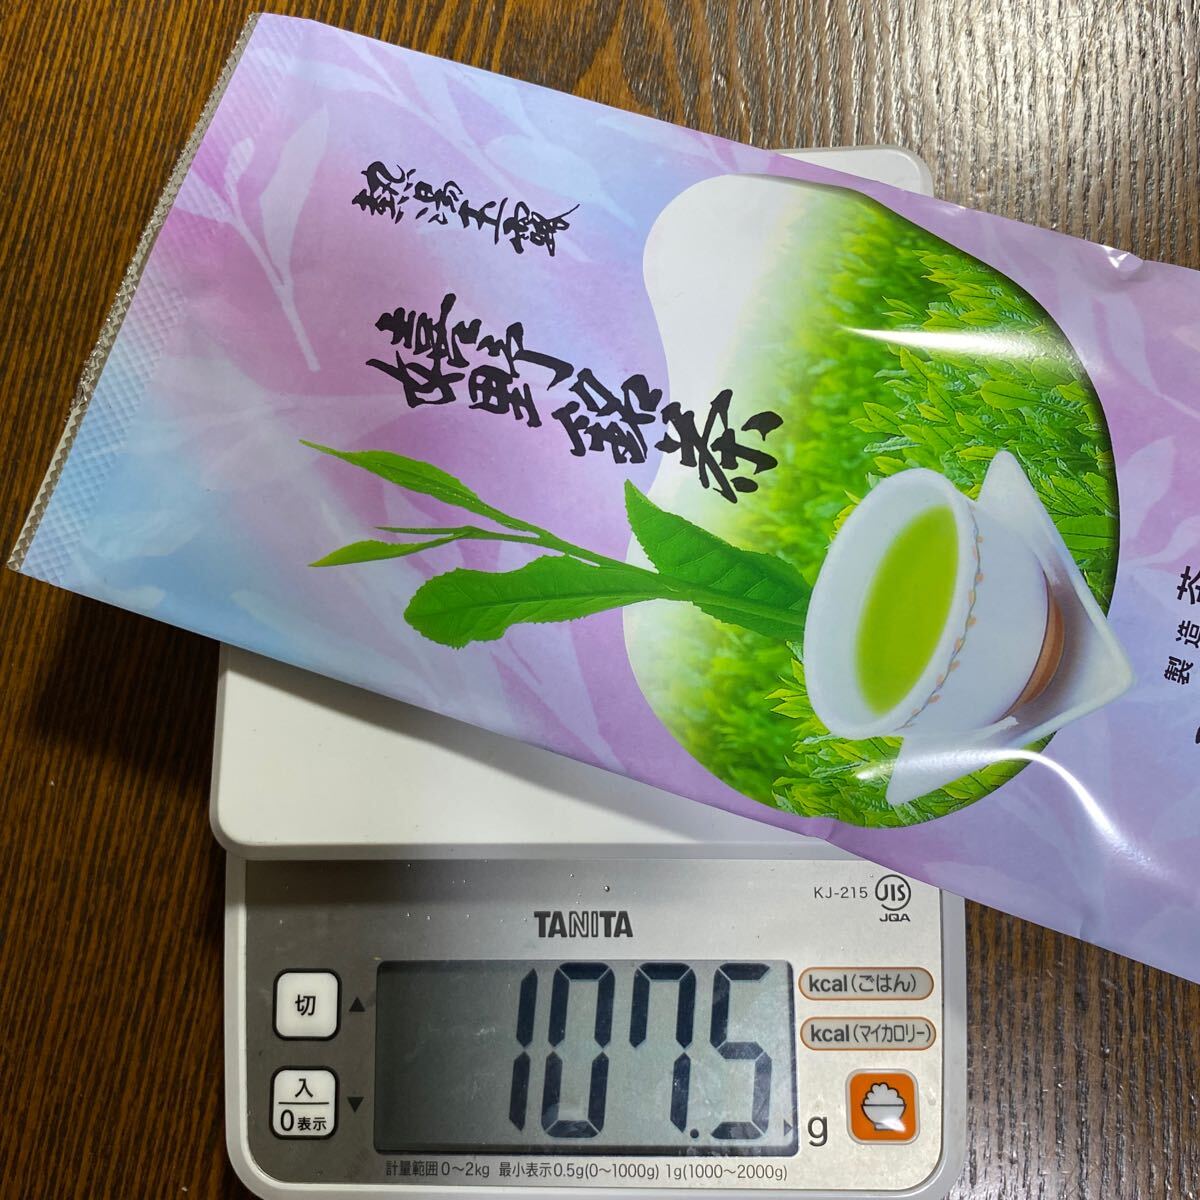 熱湯玉露
嬉野銘茶
茶
製造
KJ-215
JIS
JQA
TANITA
切
入
0表示
107.5 g
kcal(ごはん)
kcal(マイカロリー)
計量範囲0～2kg 最小表示0.5g(0～1000g) 1g(1000～2000g)